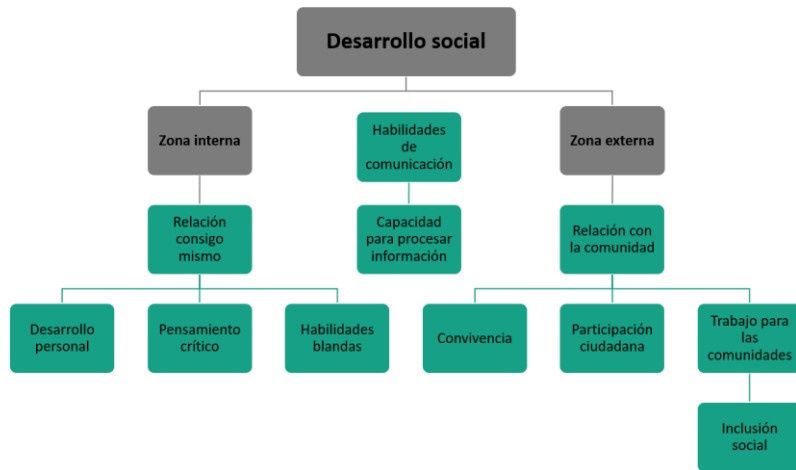 Desarrollo social
Zona interna
Habilidades
de
comunicación
Zona externa
Relación
consigo
mismo
Capacidad
para procesar
información
Relación con
la comunidad
Desarrollo
personal
Pensamiento
crítico
Habilidades
blandas
Convivencia
Participación
ciudadana
Trabajo para
las
comunidades
Inclusión
social